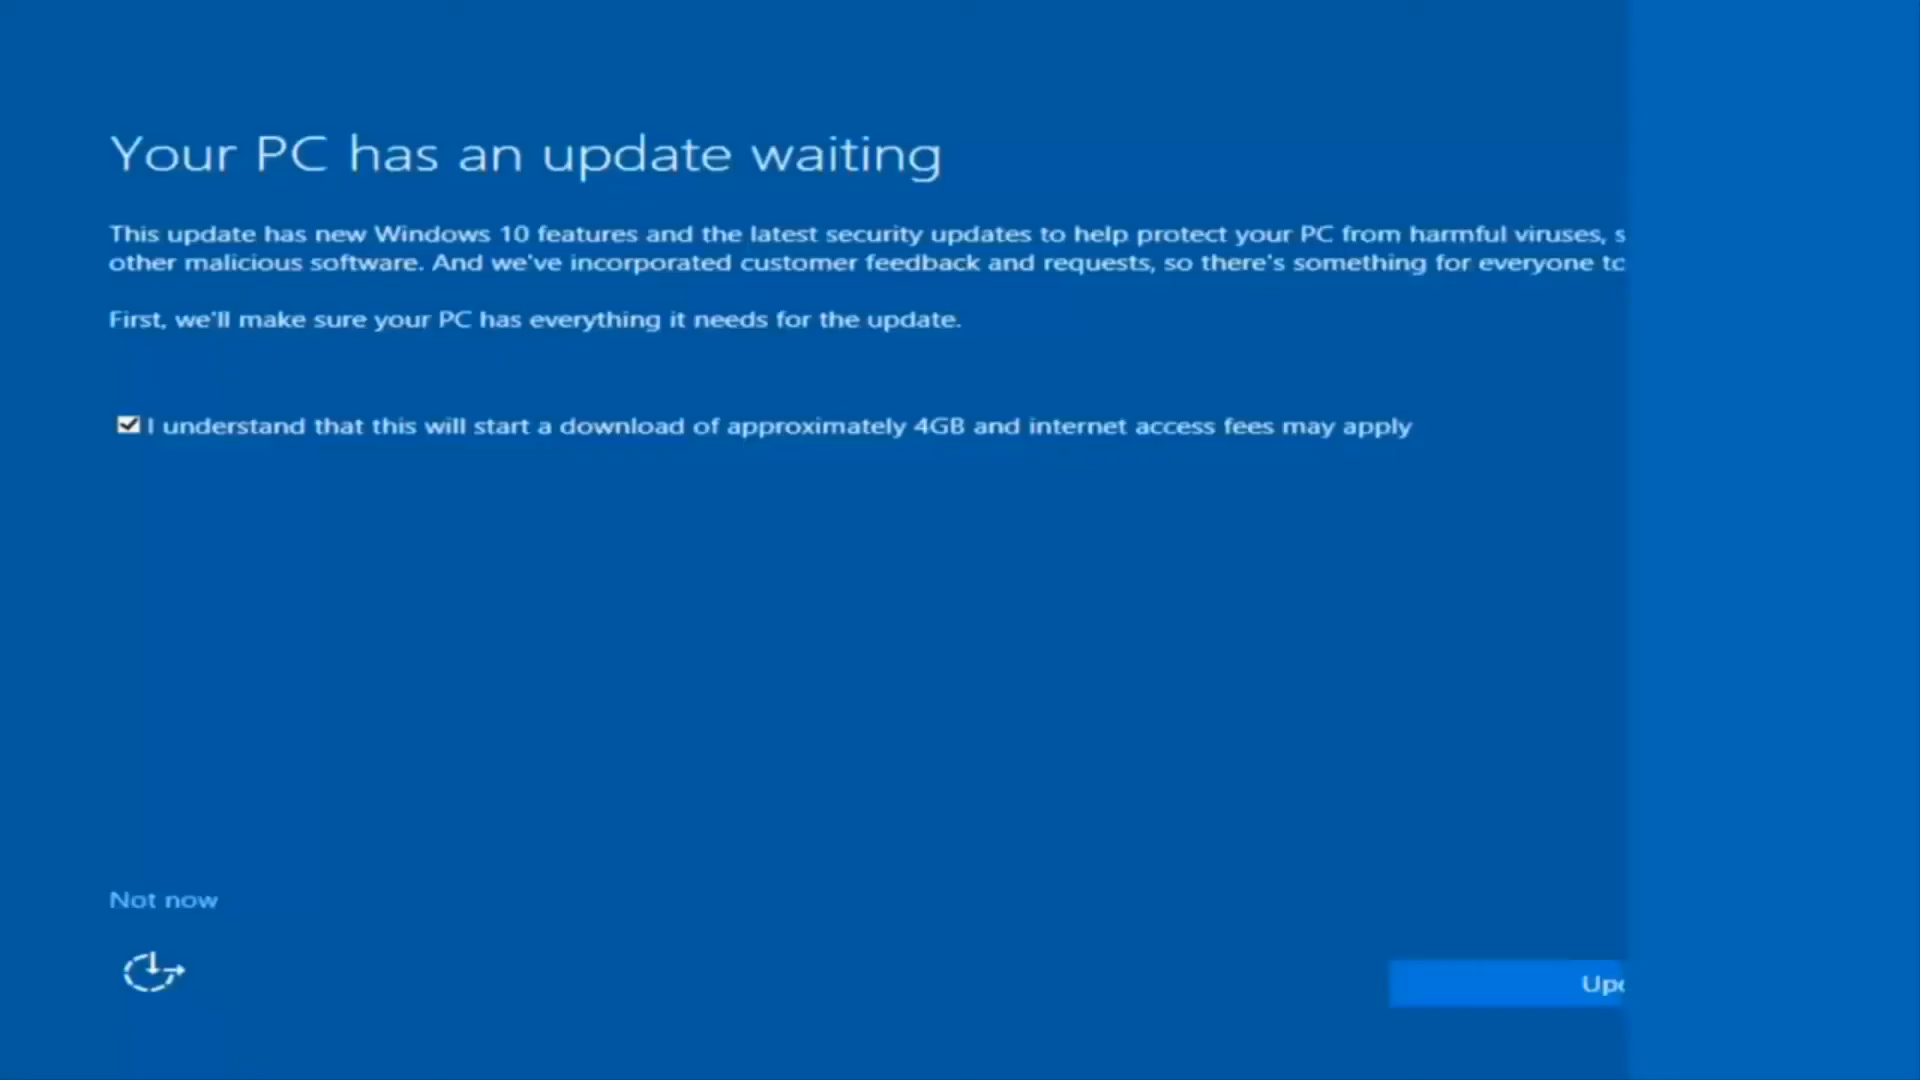 Your PC has an update waiting
This update has new Windows 10 features and the latest security updates to help protect your PC from harmful viruses,
other malicious software. And we've incorporated customer feedback and requests, so there's something for everyone to
First, we'll make sure your PC has everything it needs for the update.
I understand that this will start a download of approximately 4GB and internet access fees may apply
Not now